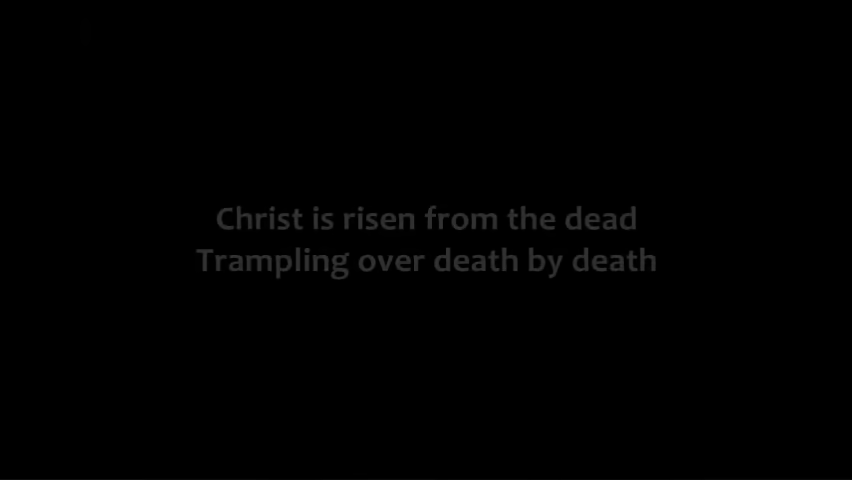 Christ is risen from the dead
Trampling over death by death